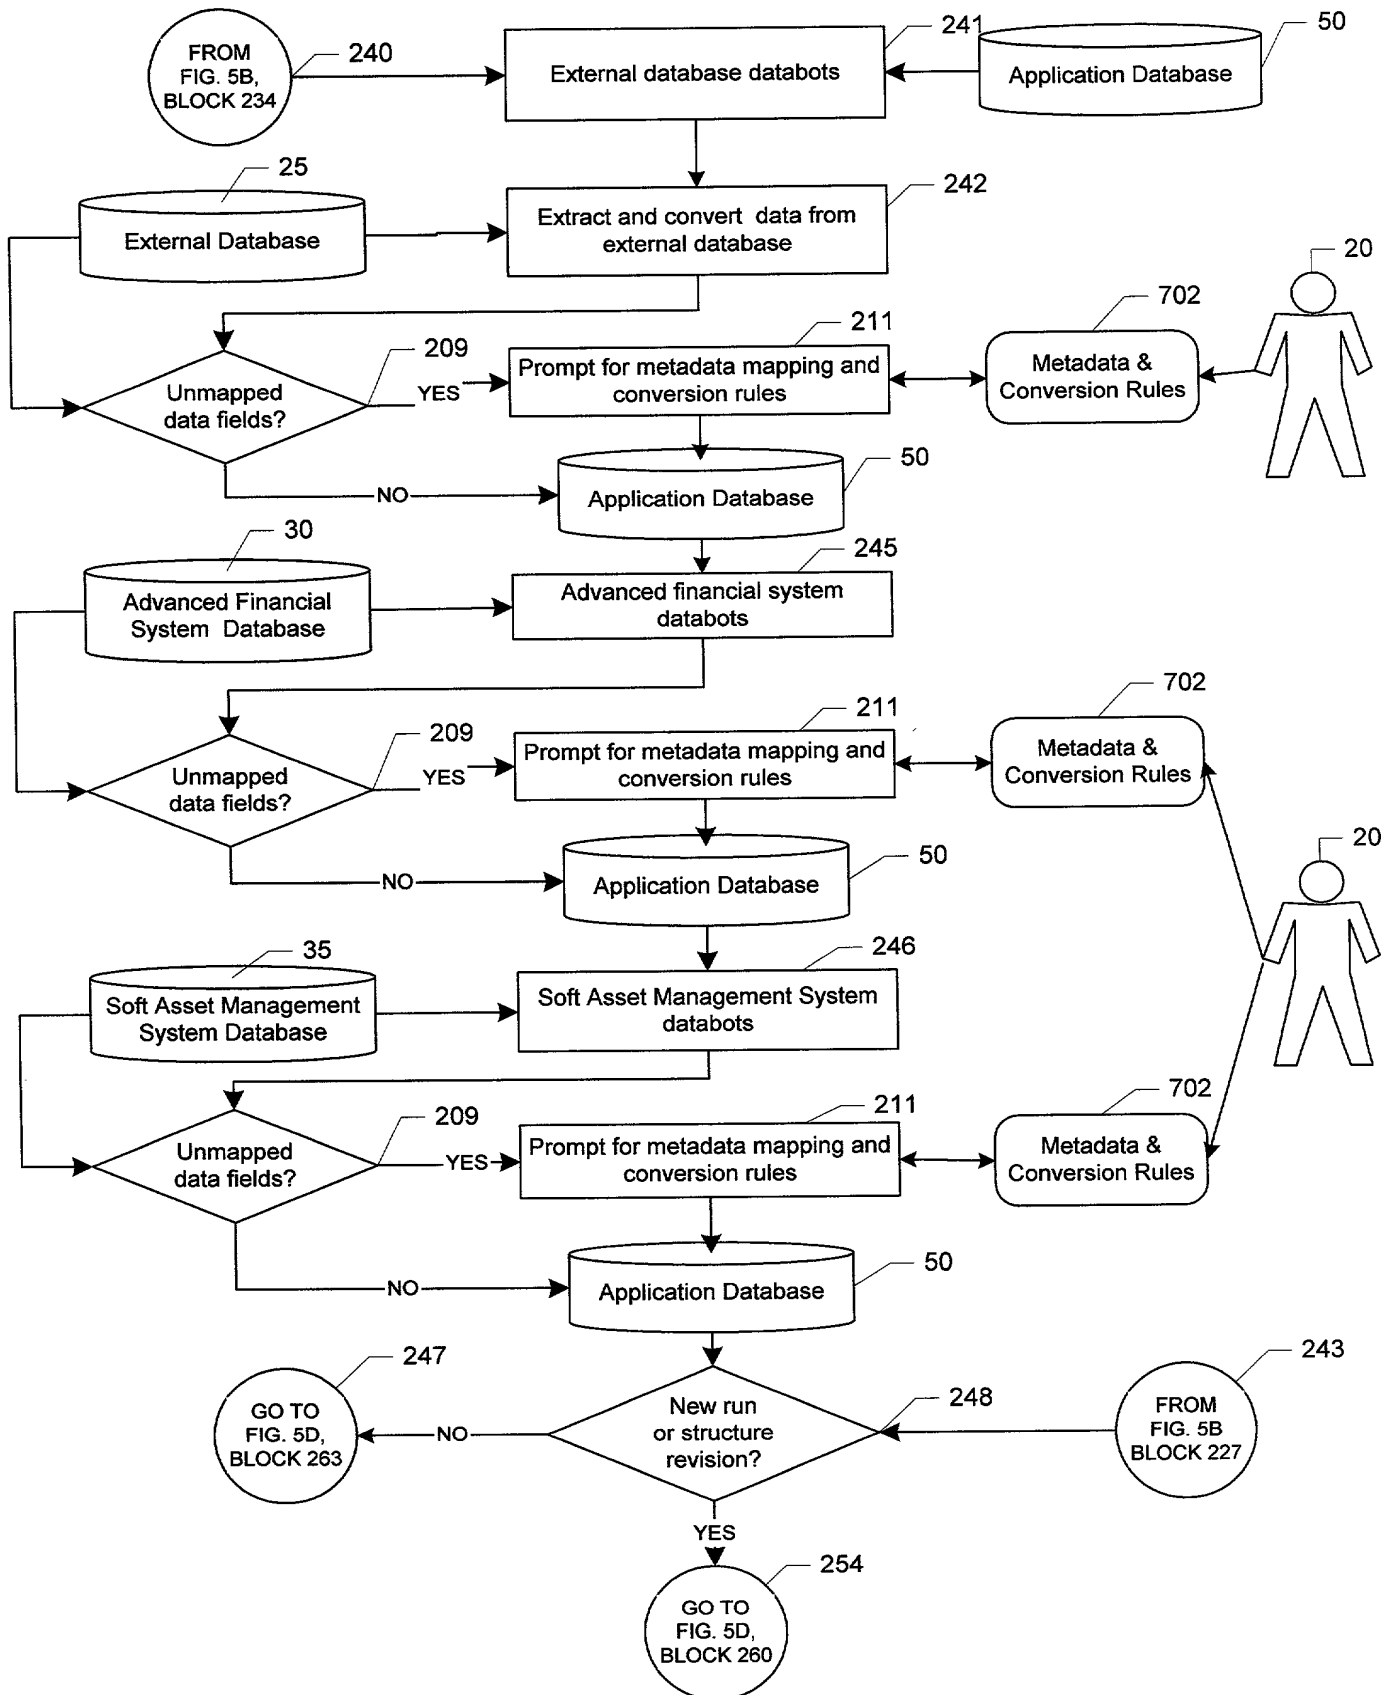 FROM
FIG. 5B,
BLOCK 234
240
External database databots
241
Application Database
50
25
External Database
242
Extract and convert data from
external database
20
702
Metadata &
Conversion Rules
211
Prompt for metadata mapping and
conversion rules
209
Unmapped
data fields?
YES
NO
50
Application Database
30
Advanced Financial
System Database
245
Advanced financial system
databots
702
Metadata &
Conversion Rules
211
Prompt for metadata mapping and
conversion rules
209
Unmapped
data fields?
YES
20
NO
50
Application Database
35
Soft Asset Management
System Database
246
Soft Asset Management System
databots
702
Metadata &
Conversion Rules
211
Prompt for metadata mapping and
conversion rules
209
Unmapped
data fields?
YES
NO
50
Application Database
247
GO TO
FIG. 5D,
BLOCK 263
NO
New run
or structure
revision?
248
243
FROM
FIG. 5B
BLOCK 227
YES
254
GO TO
FIG. 5D,
BLOCK 260